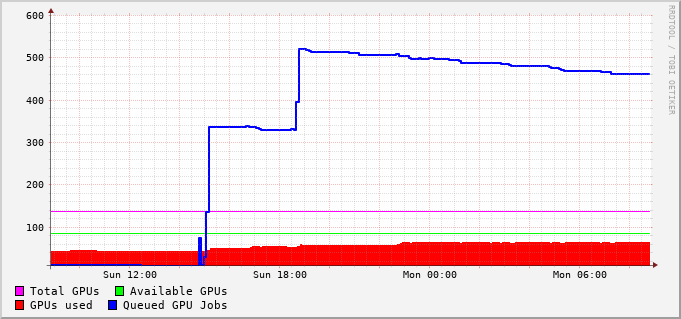 600
500
400
300
200
100
Sun 12:00 Sun 18:00 Mon 00:00 Mon 06:00
Total GPUs Available GPUs
GPUs used Queued GPU Jobs
RRDTOOL / TOBI OETIKER